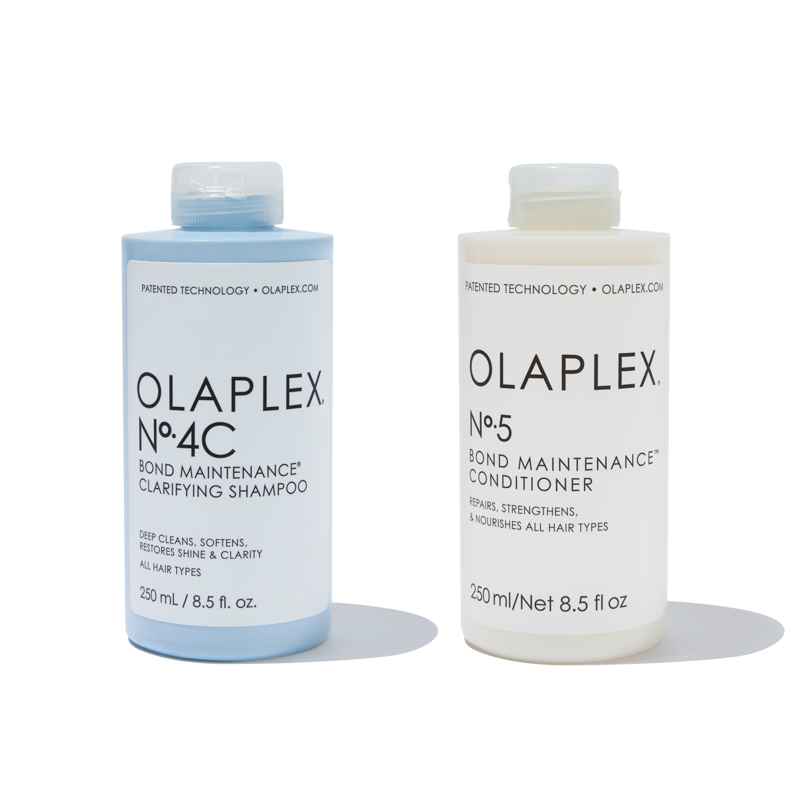 PATENTED TECHNOLOGY • OLAPLEX.COM
OLAPLEX®
Nº.4C
BOND MAINTENANCE®
CLARIFYING SHAMPOO
DEEP CLEANS, SOFTENS,
RESTORES SHINE & CLARITY
ALL HAIR TYPES
250 mL / 8.5 fl. oz.
PATENTED TECHNOLOGY • OLAPLEX.COM
OLAPLEX®
Nº.5
BOND MAINTENANCE™
CONDITIONER
REPAIRS, STRENGTHENS,
& NOURISHES ALL HAIR TYPES
250 ml/Net 8.5 fl oz